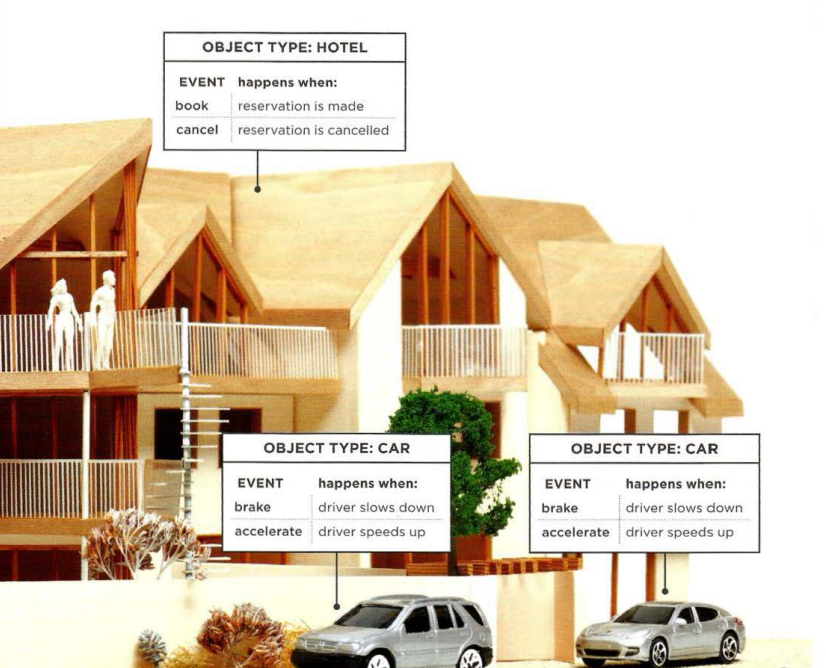 OBJECT TYPE: HOTEL
EVENT happens when:
book reservation is made
cancel reservation is cancelled
OBJECT TYPE: CAR
EVENT happens when:
brake driver slows down
accelerate driver speeds up
OBJECT TYPE: CAR
EVENT happens when:
brake driver slows down
accelerate driver speeds up